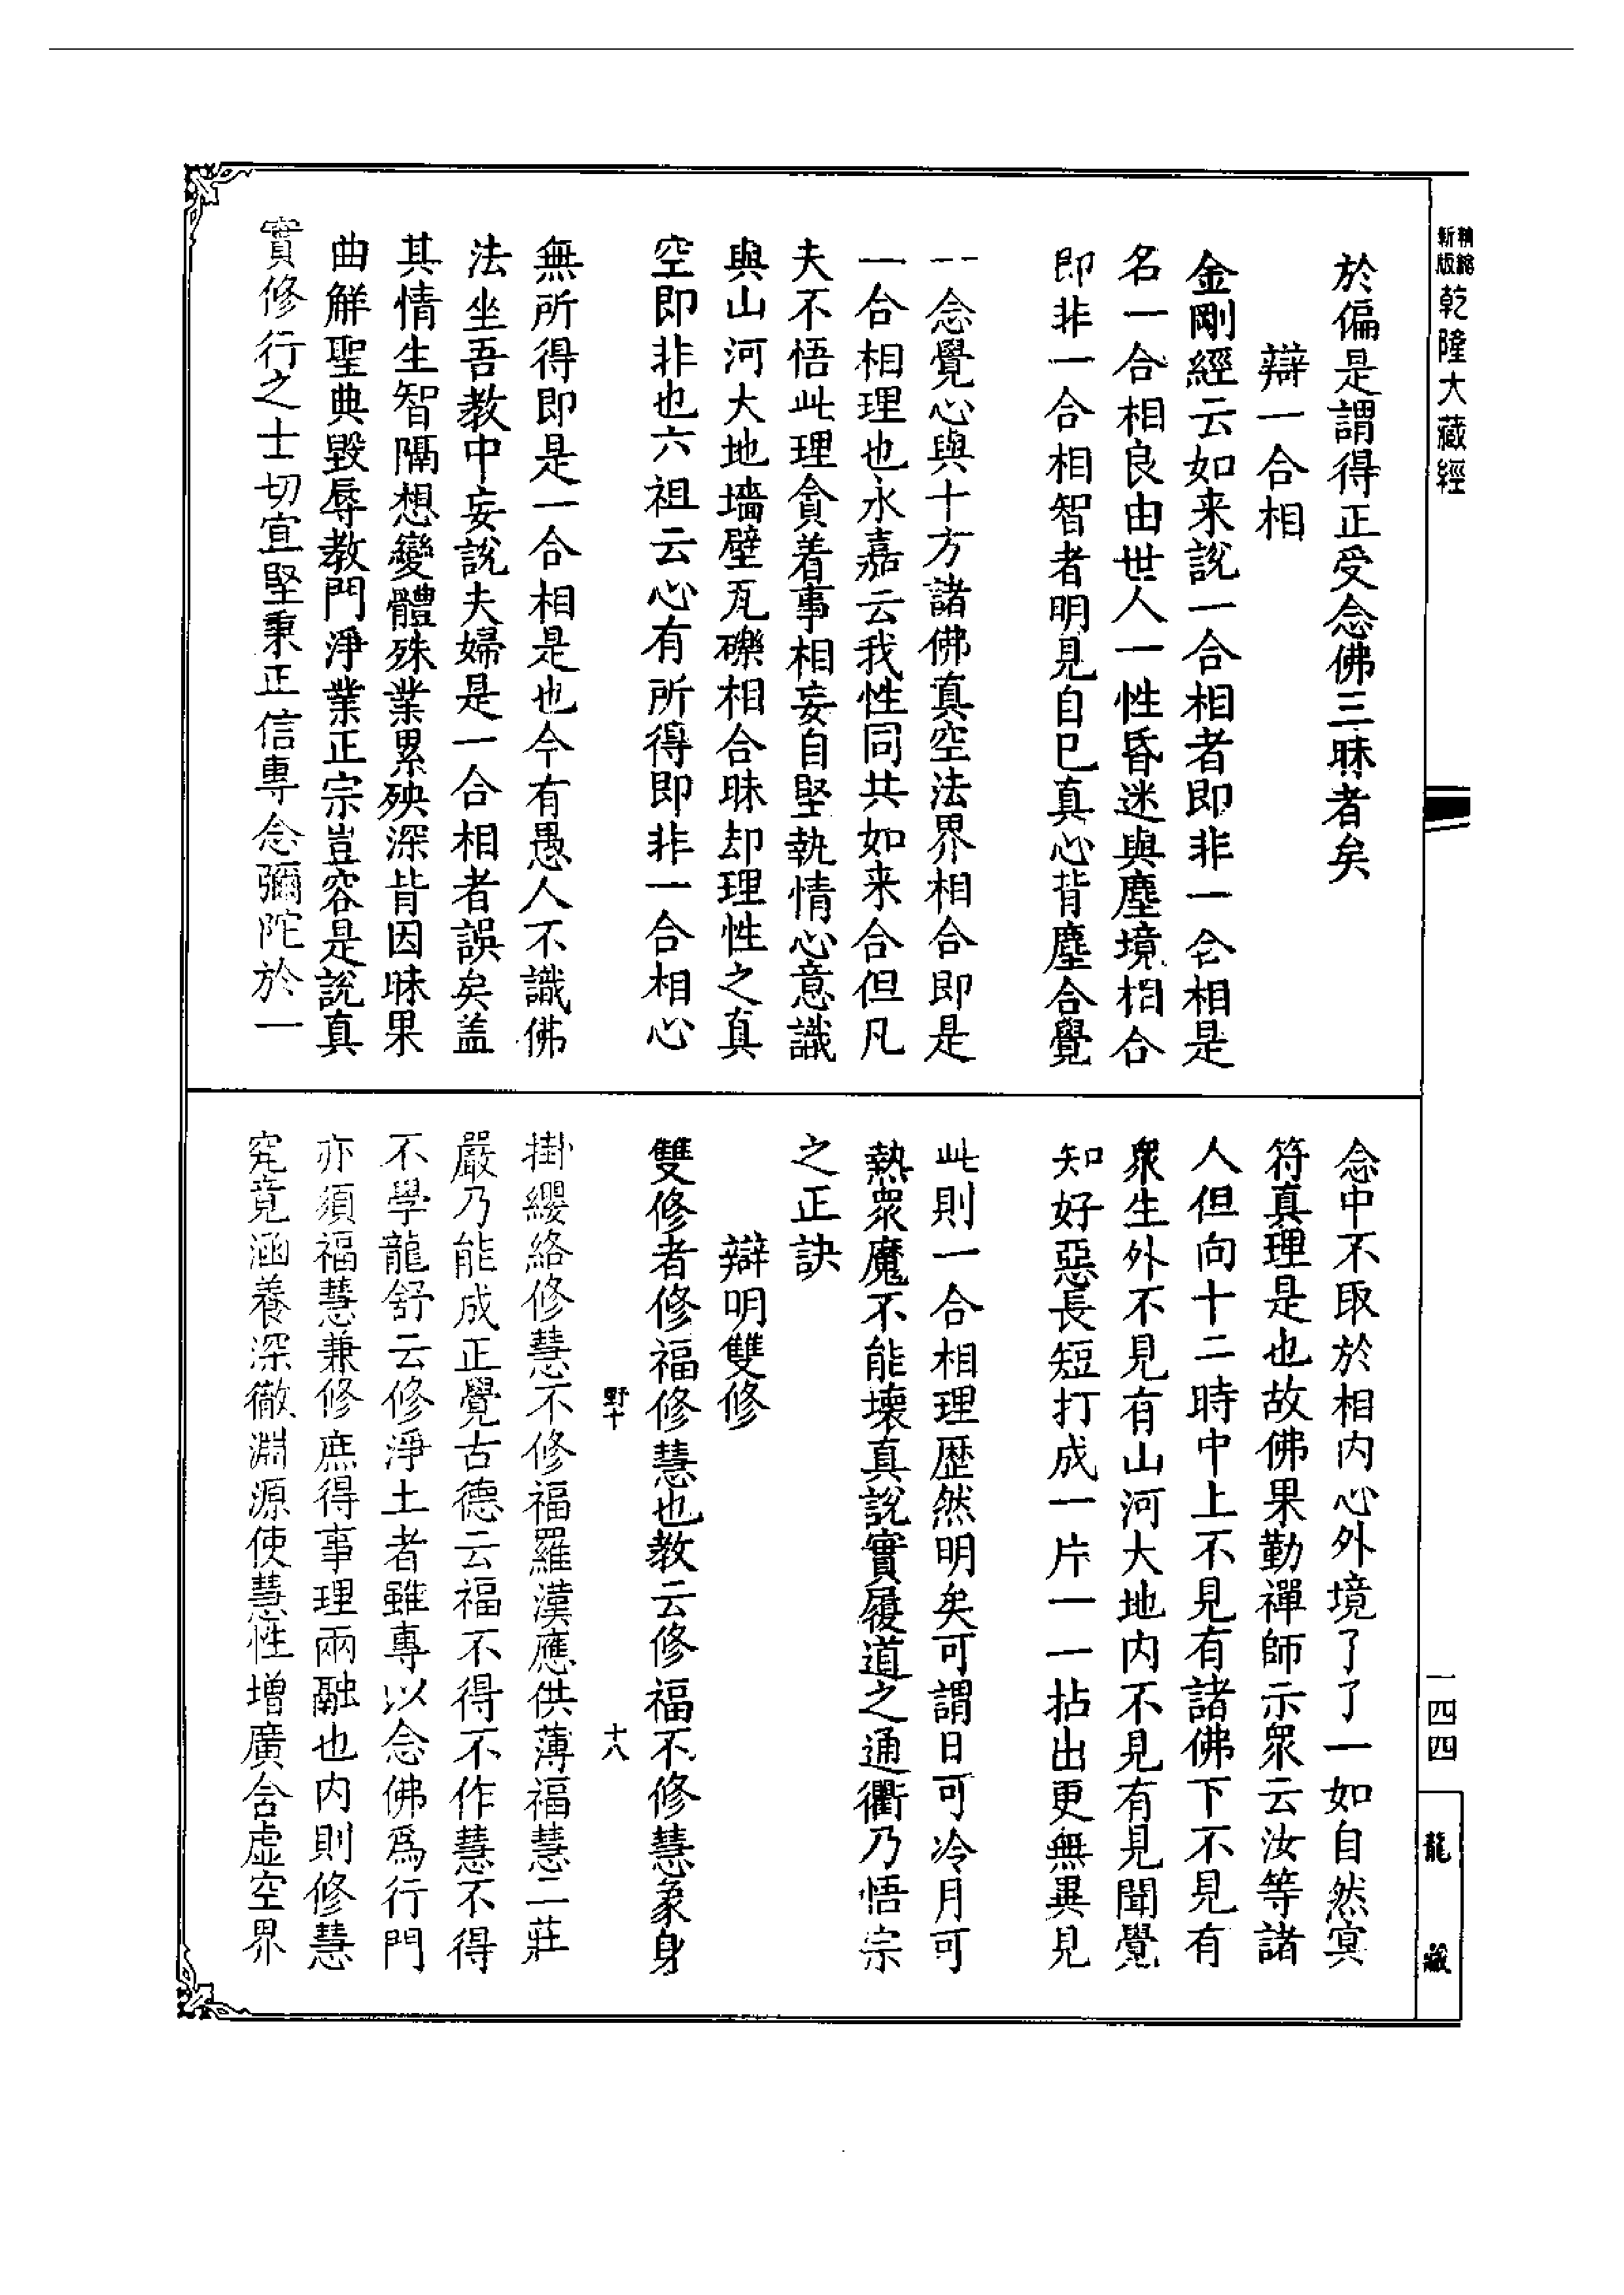 精縮
新版
乾隆大藏經
於偏是謂得正受念佛三昧者矣
辯一合相
金剛經云如来說一合相者即非一合相是
名一合相良由世人一性昏迷與塵境相合
即非一合相智者明見自巳真心背塵合覺
一念覺心與十方諸佛真空法界相合即是
一合相理也永嘉云我性同共如来合但凡
夫不悟此理貪着事相妄自堅執情心意識
與山河大地墻壁瓦礫相合昧却理性之真
空即非也六祖云心有所得即非一合相心
無所得即是一合相是也今有愚人不識佛
法坐吾教中妄說夫婦是一合相者誤矣盖
其情生智隔想變體殊業累殃深背因昧果
曲解聖典毀辱教門淨業正宗豈容是說真
實修行之士切宜堅秉正信專念彌陀於一
念中不取於相内心外境了了一如自然寞
符真理是也故佛果勤禪師示衆云汝等諸
人但向十二時中上不見有諸佛下不見有
衆生外不見有山河大地内不見有見聞覺
知好惡長短打成一片一一拈出更無異見
此則一合相理歷然明矣可謂日可冷月可
熱衆魔不能壞真說實履道之通衢乃悟宗
之正訣
辯明雙修
雙修者修福修慧也教云修福不修慧象身
野十
十八
掛纓絡修慧不修福羅漢應供薄福慧二莊
嚴乃能成正覺古德云福不得不作慧不得
不學龍舒云修淨土者雖專以念佛爲行門
亦須福慧兼修庶得事理兩融也内則修慧
究竟涵養深徹淵源使慧性增廣含虛空界
一四四
龍藏